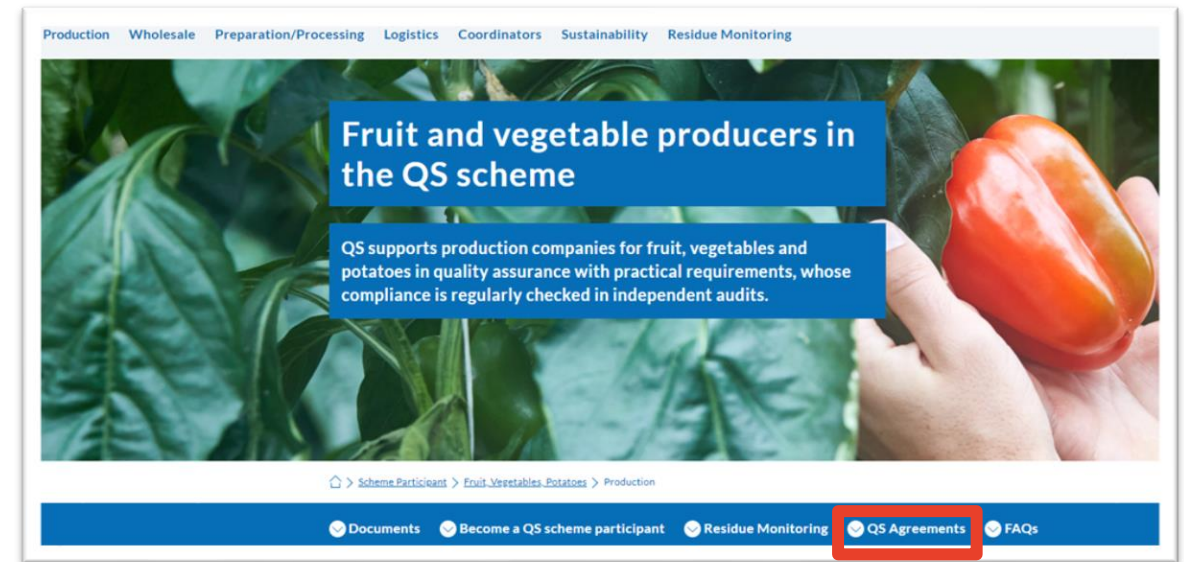 Production Wholesale Preparation/Processing Logistics Coordinators Sustainability Residue Monitoring
Fruit and vegetable producers in
the QS scheme
QS supports production companies for fruit, vegetables and
potatoes in quality assurance with practical requirements, whose
compliance is regularly checked in independent audits.
> Scheme Participant > Fruit, Vegetables, Potatoes > Production
Documents Become a QS scheme participant Residue Monitoring QS Agreements FAQs